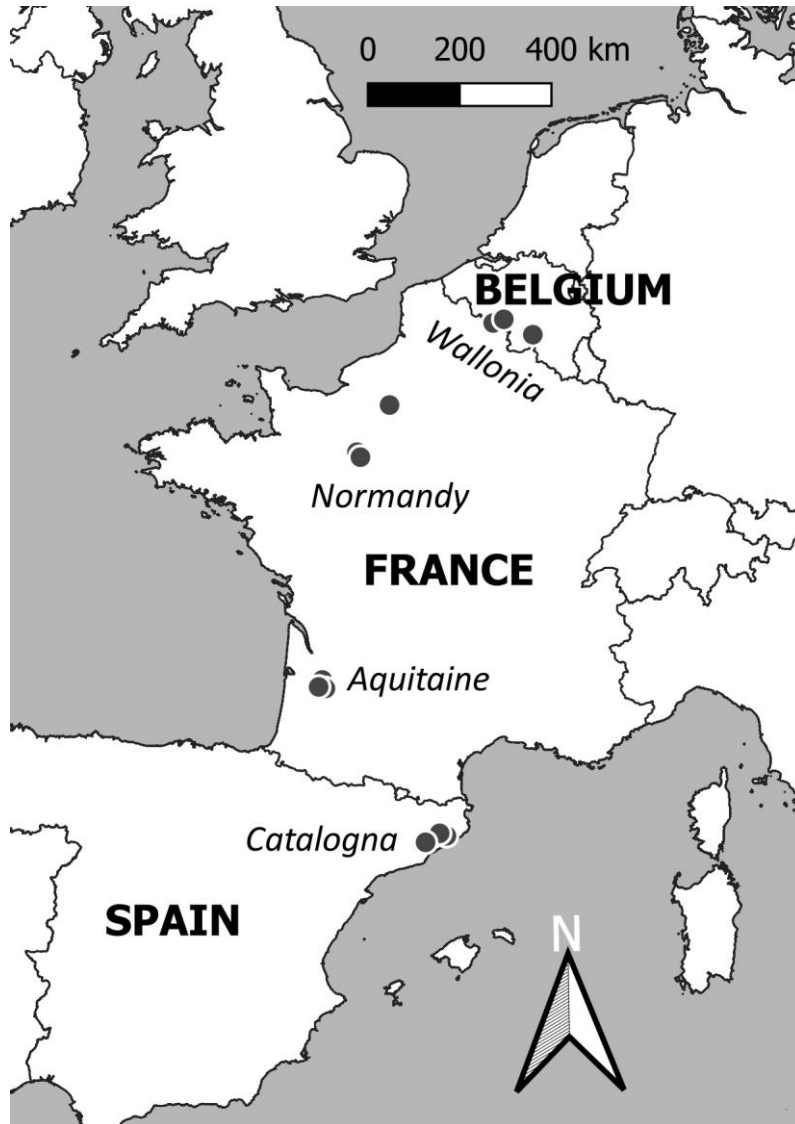 0 200 400 km
BELGIUM
Wallonia
Normandy
FRANCE
Aquitaine
Catalogna
SPAIN
N